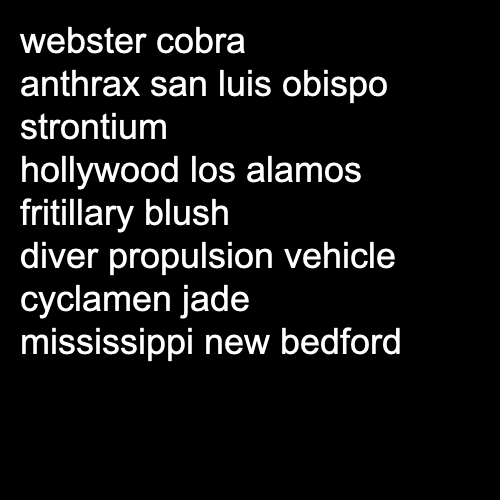 webster cobra
anthrax san luis obispo
strontium
hollywood los alamos
fritillary blush
diver propulsion vehicle
cyclamen jade
mississippi new bedford